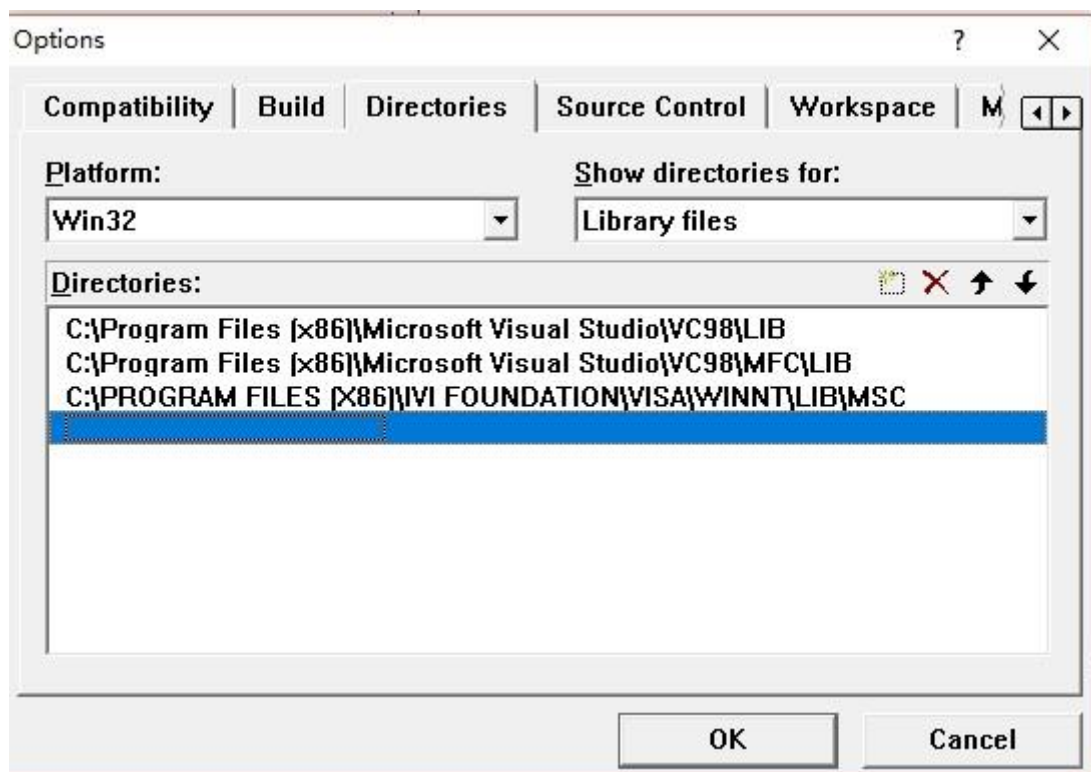 Options
Compatibility Build Directories Source Control Workspace M
Platform: Show directories for:
Win32 Library files
Directories:
C:\Program Files (x86)\Microsoft Visual Studio\VC98\LIB
C:\Program Files (x86)\Microsoft Visual Studio\VC98\MFC\LIB
C:\PROGRAM FILES (X86)\IVI FOUNDATION\VISA\WINNT\LIB\MSC
OK Cancel